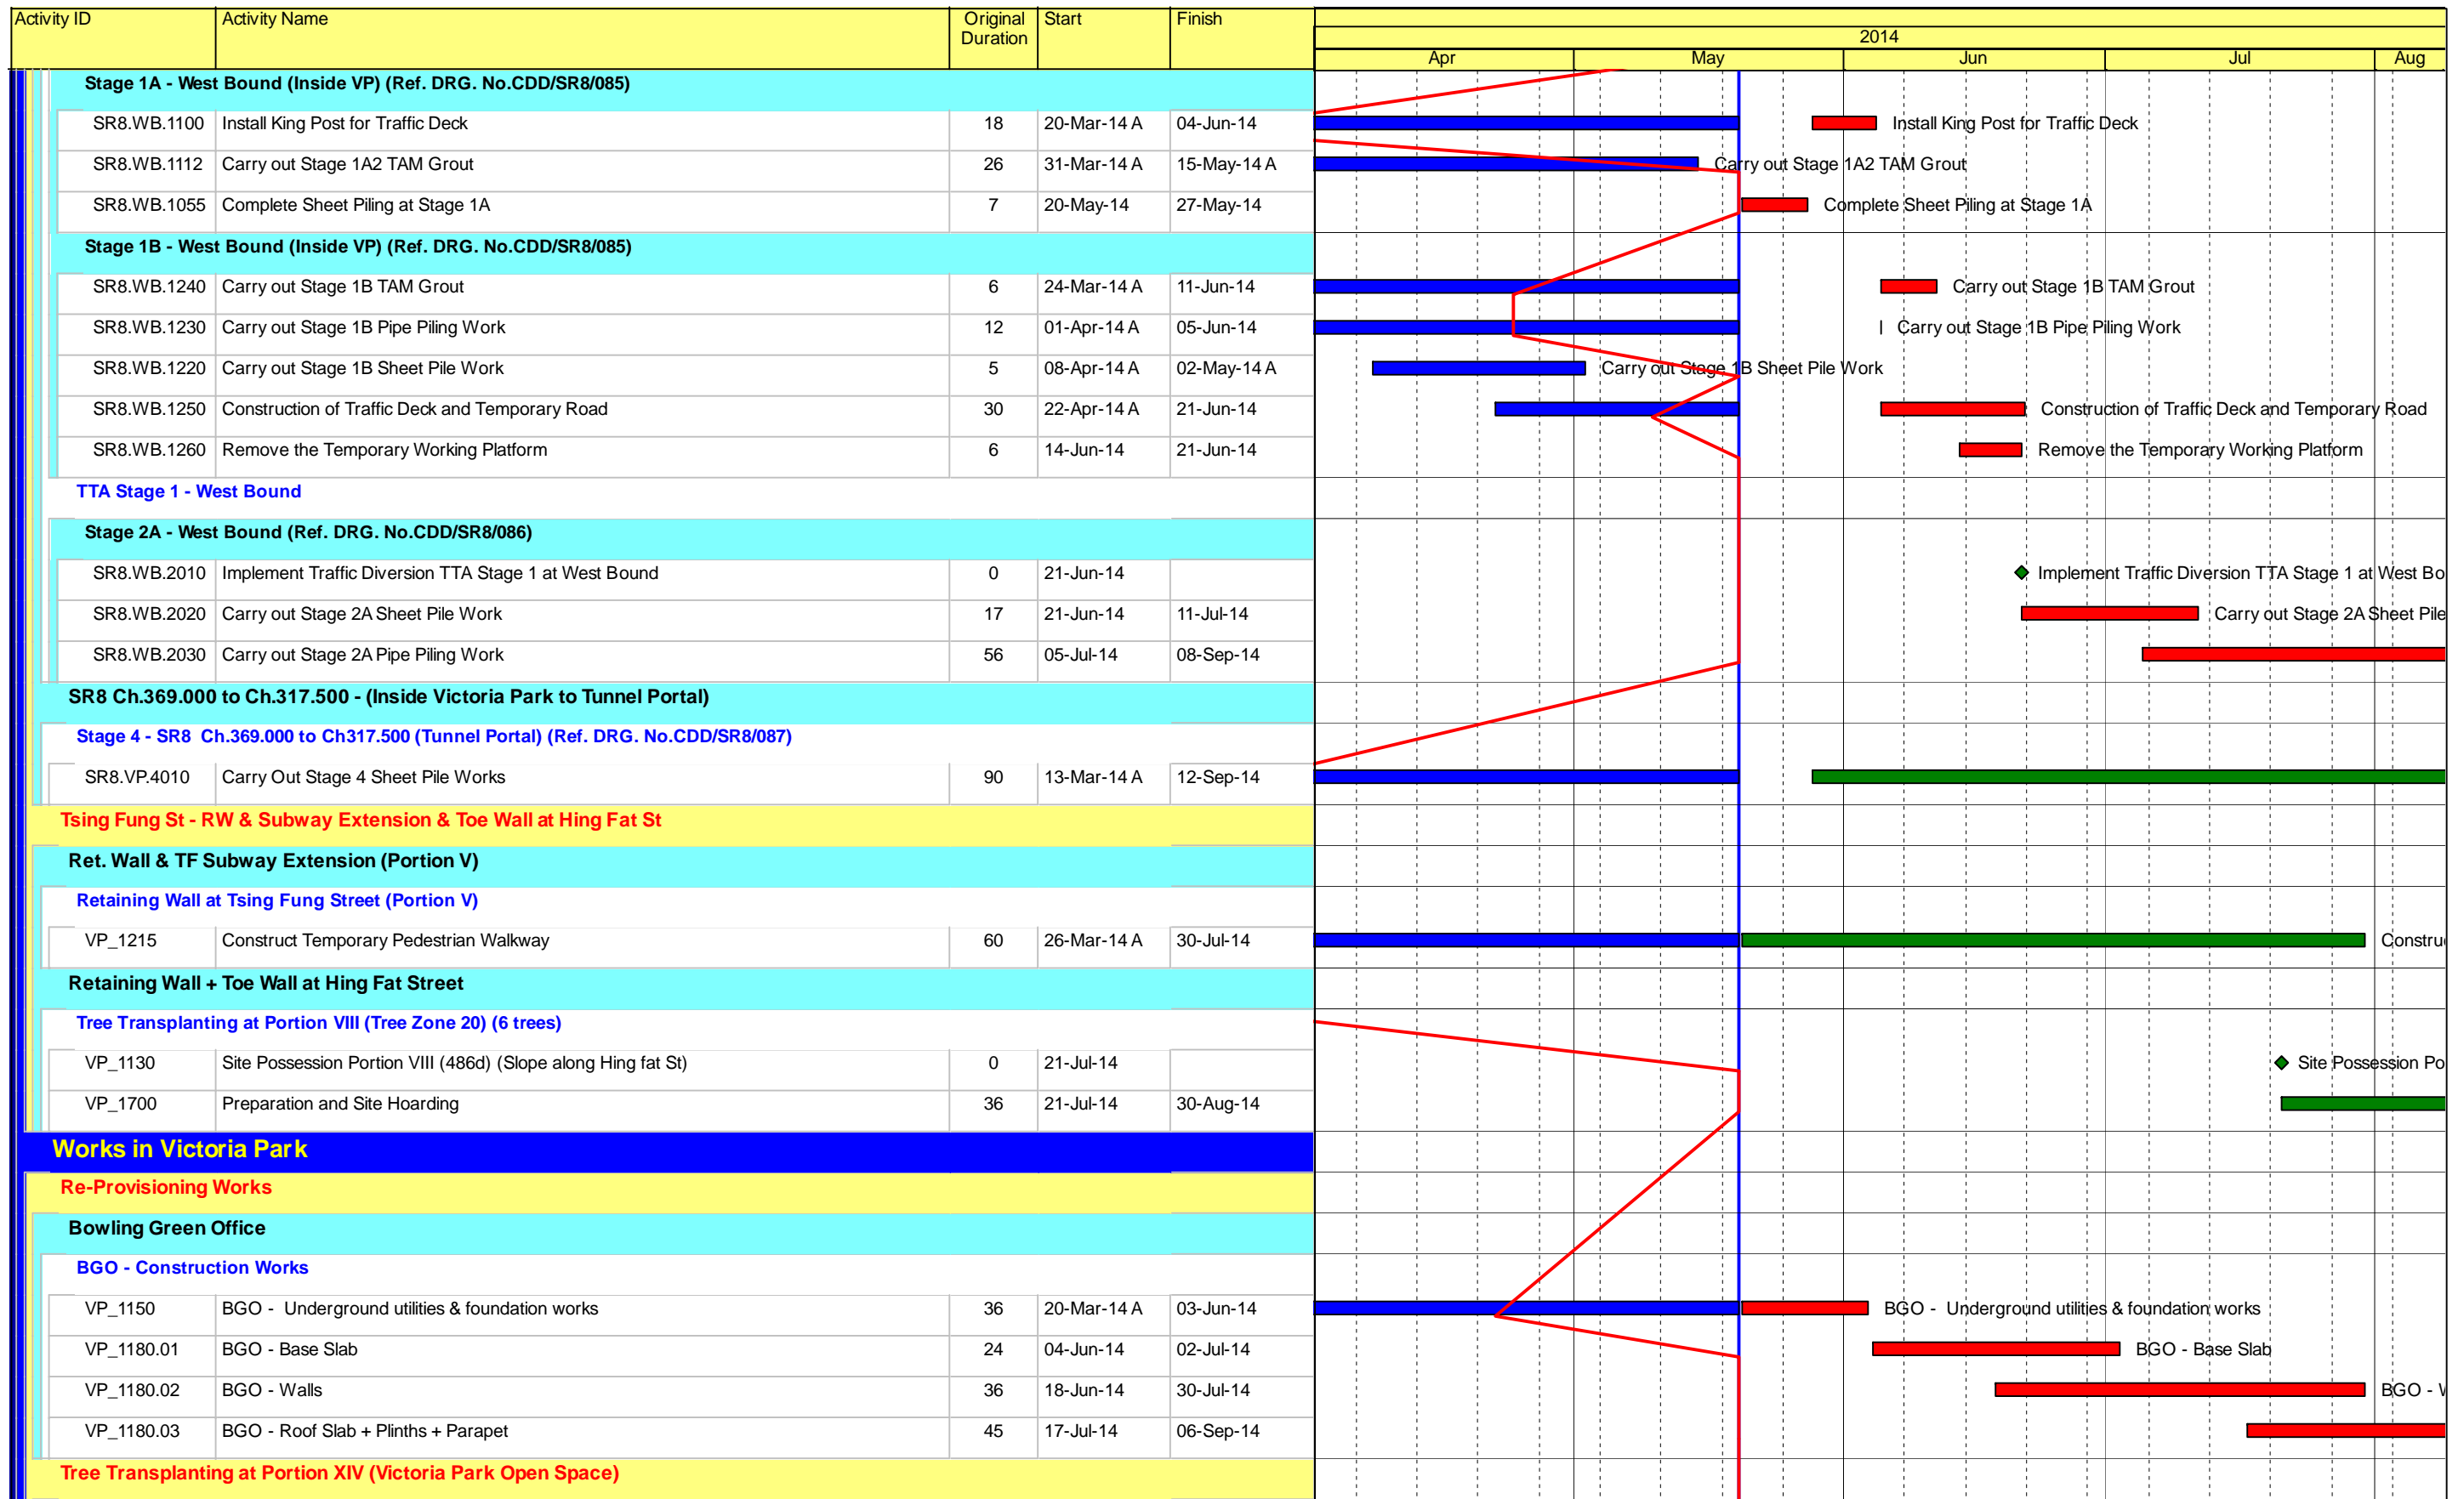 Activity ID Activity Name Original Duration Start Finish
2014
Apr May Jun Jul Aug
Stage 1A - West Bound (Inside VP) (Ref. DRG. No.CDD/SR8/085)
SR8.WB.1100 Install King Post for Traffic Deck 18 20-Mar-14 A 04-Jun-14 Install King Post for Traffic Deck
SR8.WB.1112 Carry out Stage 1A2 TAM Grout 26 31-Mar-14 A 15-May-14 A Carry out Stage 1A2 TAM Grout
SR8.WB.1055 Complete Sheet Piling at Stage 1A 7 20-May-14 27-May-14 Complete Sheet Piling at Stage 1A
Stage 1B - West Bound (Inside VP) (Ref. DRG. No.CDD/SR8/085)
SR8.WB.1240 Carry out Stage 1B TAM Grout 6 24-Mar-14 A 11-Jun-14 Carry out Stage 1B TAM Grout
SR8.WB.1230 Carry out Stage 1B Pipe Piling Work 12 01-Apr-14 A 05-Jun-14 Carry out Stage 1B Pipe Piling Work
SR8.WB.1220 Carry out Stage 1B Sheet Pile Work 5 08-Apr-14 A 02-May-14 A Carry out Stage 1B Sheet Pile Work
SR8.WB.1250 Construction of Traffic Deck and Temporary Road 30 22-Apr-14 A 21-Jun-14 Construction of Traffic Deck and Temporary Road
SR8.WB.1260 Remove the Temporary Working Platform 6 14-Jun-14 21-Jun-14 Remove the Temporary Working Platform
TTA Stage 1 - West Bound
Stage 2A - West Bound (Ref. DRG. No.CDD/SR8/086)
SR8.WB.2010 Implement Traffic Diversion TTA Stage 1 at West Bound 0 21-Jun-14 Implement Traffic Diversion TTA Stage 1 at West Bo
SR8.WB.2020 Carry out Stage 2A Sheet Pile Work 17 21-Jun-14 11-Jul-14 Carry out Stage 2A Sheet Pile
SR8.WB.2030 Carry out Stage 2A Pipe Piling Work 56 05-Jul-14 08-Sep-14
SR8 Ch.369.000 to Ch.317.500 - (Inside Victoria Park to Tunnel Portal)
Stage 4 - SR8 Ch.369.000 to Ch317.500 (Tunnel Portal) (Ref. DRG. No.CDD/SR8/087)
SR8.VP.4010 Carry Out Stage 4 Sheet Pile Works 90 13-Mar-14 A 12-Sep-14
Tsing Fung St - RW & Subway Extension & Toe Wall at Hing Fat St
Ret. Wall & TF Subway Extension (Portion V)
Retaining Wall at Tsing Fung Street (Portion V)
VP_1215 Construct Temporary Pedestrian Walkway 60 26-Mar-14 A 30-Jul-14 Constru
Retaining Wall + Toe Wall at Hing Fat Street
Tree Transplanting at Portion VIII (Tree Zone 20) (6 trees)
VP_1130 Site Possession Portion VIII (486d) (Slope along Hing fat St) 0 21-Jul-14 Site Possession Po
VP_1700 Preparation and Site Hoarding 36 21-Jul-14 30-Aug-14
Works in Victoria Park
Re-Provisioning Works
Bowling Green Office
BGO - Construction Works
VP_1150 BGO - Underground utilities & foundation works 36 20-Mar-14 A 03-Jun-14 BGO - Underground utilities & foundation works
VP_1180.01 BGO - Base Slab 24 04-Jun-14 02-Jul-14 BGO - Base Slab
VP_1180.02 BGO - Walls 36 18-Jun-14 30-Jul-14 BGO -
VP_1180.03 BGO - Roof Slab + Plinths + Parapet 45 17-Jul-14 06-Sep-14
Tree Transplanting at Portion XIV (Victoria Park Open Space)